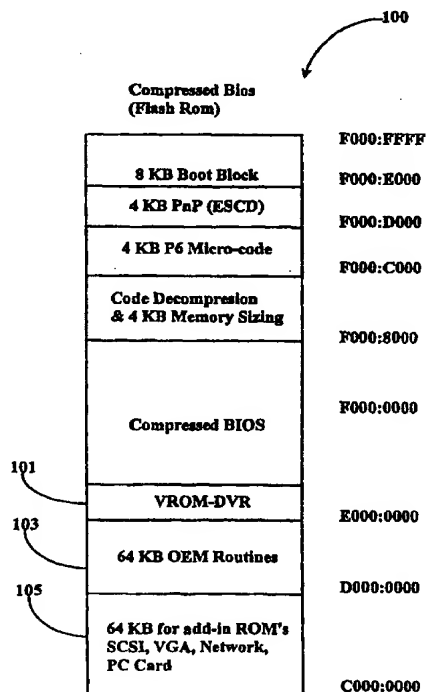 100
Compressed Bios
(Flash Rom)
F000:FFFF
8 KB Boot Block
F000:E000
4 KB PnP (ESCD)
F000:D000
4 KB P6 Micro-code
F000:C000
Code Decompresion
& 4 KB Memory Sizing
F000:8000
F000:0000
Compressed BIOS
101
VROM-DVR
E000:0000
103
64 KB OEM Routines
D000:0000
105
64 KB for add-in ROM's
SCSI, VGA, Network,
PC Card
C000:0000